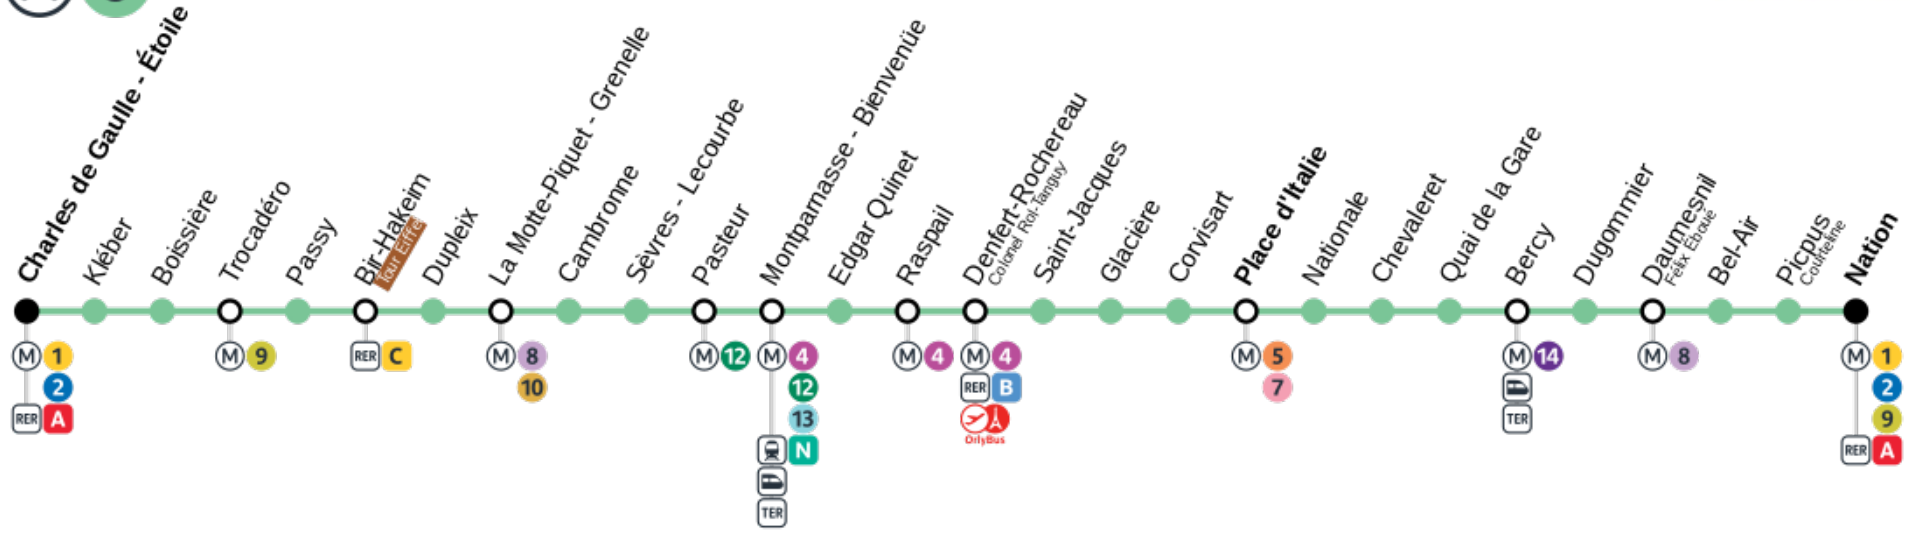 Charles de Gaulle - Étoile
Kléber
Boissière
Trocadéro
Passy
Bir-Hakeim
Tour Eiffel
Dupleix
La Motte-Piquet - Grenelle
Cambronne
Sèvres - Lecourbe
Pasteur
Montparnasse - Bienvenüe
Edgar Quinet
Raspail
Denfert-Rochereau
Colonel Rol-Tanguy
Saint-Jacques
Glacière
Corvisart
Place d'Italie
Nationale
Chevaleret
Quai de la Gare
Bercy
Dugommier
Daumesnil
Félix Éboué
Bel-Air
Picpus
Courteline
Nation
M 1
2
RER A
M 9
RER C
M 8
10
M 12
M 4
12
13
N
TER
M 4
M 4
RER B
OrlyBus
M 5
7
M 14
TER
M 8
M 1
2
9
RER A